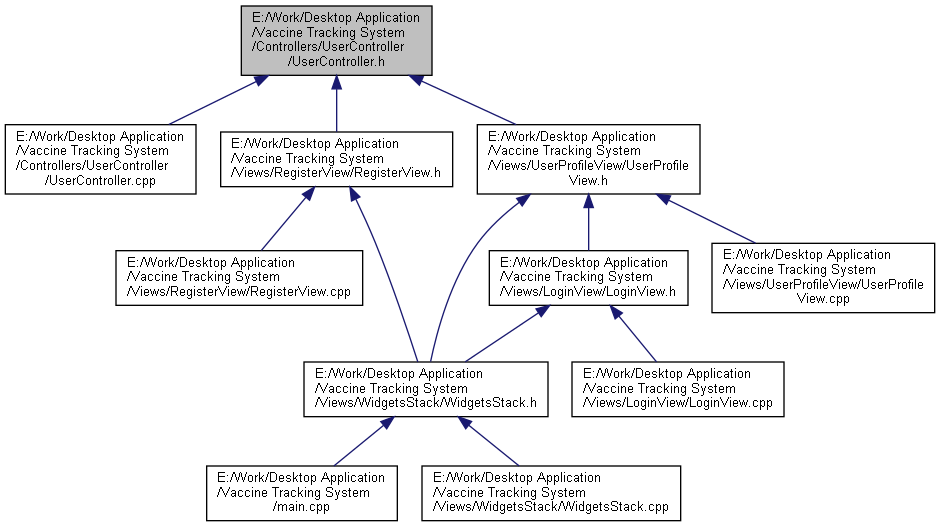 E:/Work/Desktop Application
/Vaccine Tracking System
/Controllers/UserController
/UserController.h
E:/Work/Desktop Application
/Vaccine Tracking System
/Controllers/UserController
/UserController.cpp
E:/Work/Desktop Application
/Vaccine Tracking System
/Views/RegisterView/RegisterView.h
E:/Work/Desktop Application
/Vaccine Tracking System
/Views/UserProfileView/UserProfile
View.h
E:/Work/Desktop Application
/Vaccine Tracking System
/Views/RegisterView/RegisterView.cpp
E:/Work/Desktop Application
/Vaccine Tracking System
/Views/LoginView/LoginView.h
E:/Work/Desktop Application
/Vaccine Tracking System
/Views/UserProfileView/UserProfile
View.cpp
E:/Work/Desktop Application
/Vaccine Tracking System
/Views/WidgetsStack/WidgetsStack.h
E:/Work/Desktop Application
/Vaccine Tracking System
/Views/LoginView/LoginView.cpp
E:/Work/Desktop Application
/Vaccine Tracking System
/main.cpp
E:/Work/Desktop Application
/Vaccine Tracking System
/Views/WidgetsStack/WidgetsStack.cpp